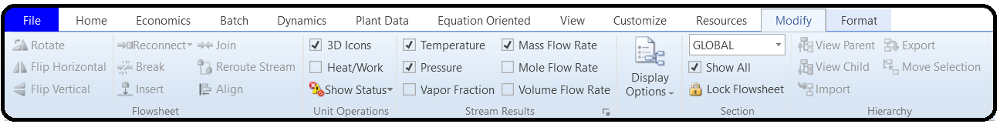 File Home Economics Batch Dynamics Plant Data Equation Oriented View Customize Resources Modify Format
Rotate Reconnect Join 3D Icons Temperature Mass Flow Rate GLOBAL View Parent Export
Flip Horizontal Break Reroute Stream Heat/Work Pressure Mole Flow Rate Display Show All View Child Move Selection
Flip Vertical Insert Align Show Status Vapor Fraction Volume Flow Rate Options Lock Flowsheet Import
Flowsheet Unit Operations Stream Results Section Hierarchy